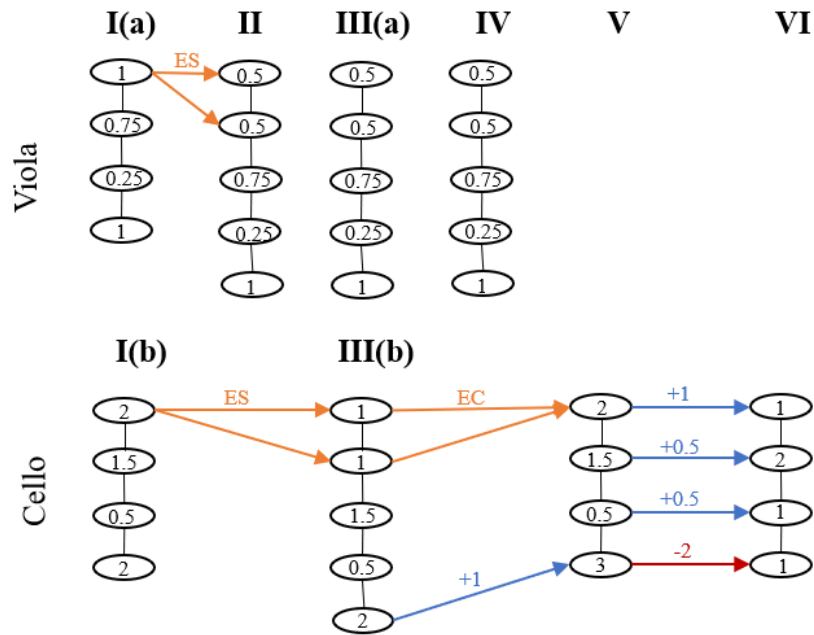 I(a) II III(a) IV V VI
ES
1 0.5 0.5 0.5
0.75 0.5 0.5 0.5
0.25 0.75 0.75 0.75
1 0.25 0.25 0.25
1 1 1
Viola
I(b) III(b)
ES EC +1
2 1 2 1
+0.5
1.5 1 1.5 2
+0.5
0.5 1.5 0.5 1
+1 -2
2 0.5 3 1
2
Cello